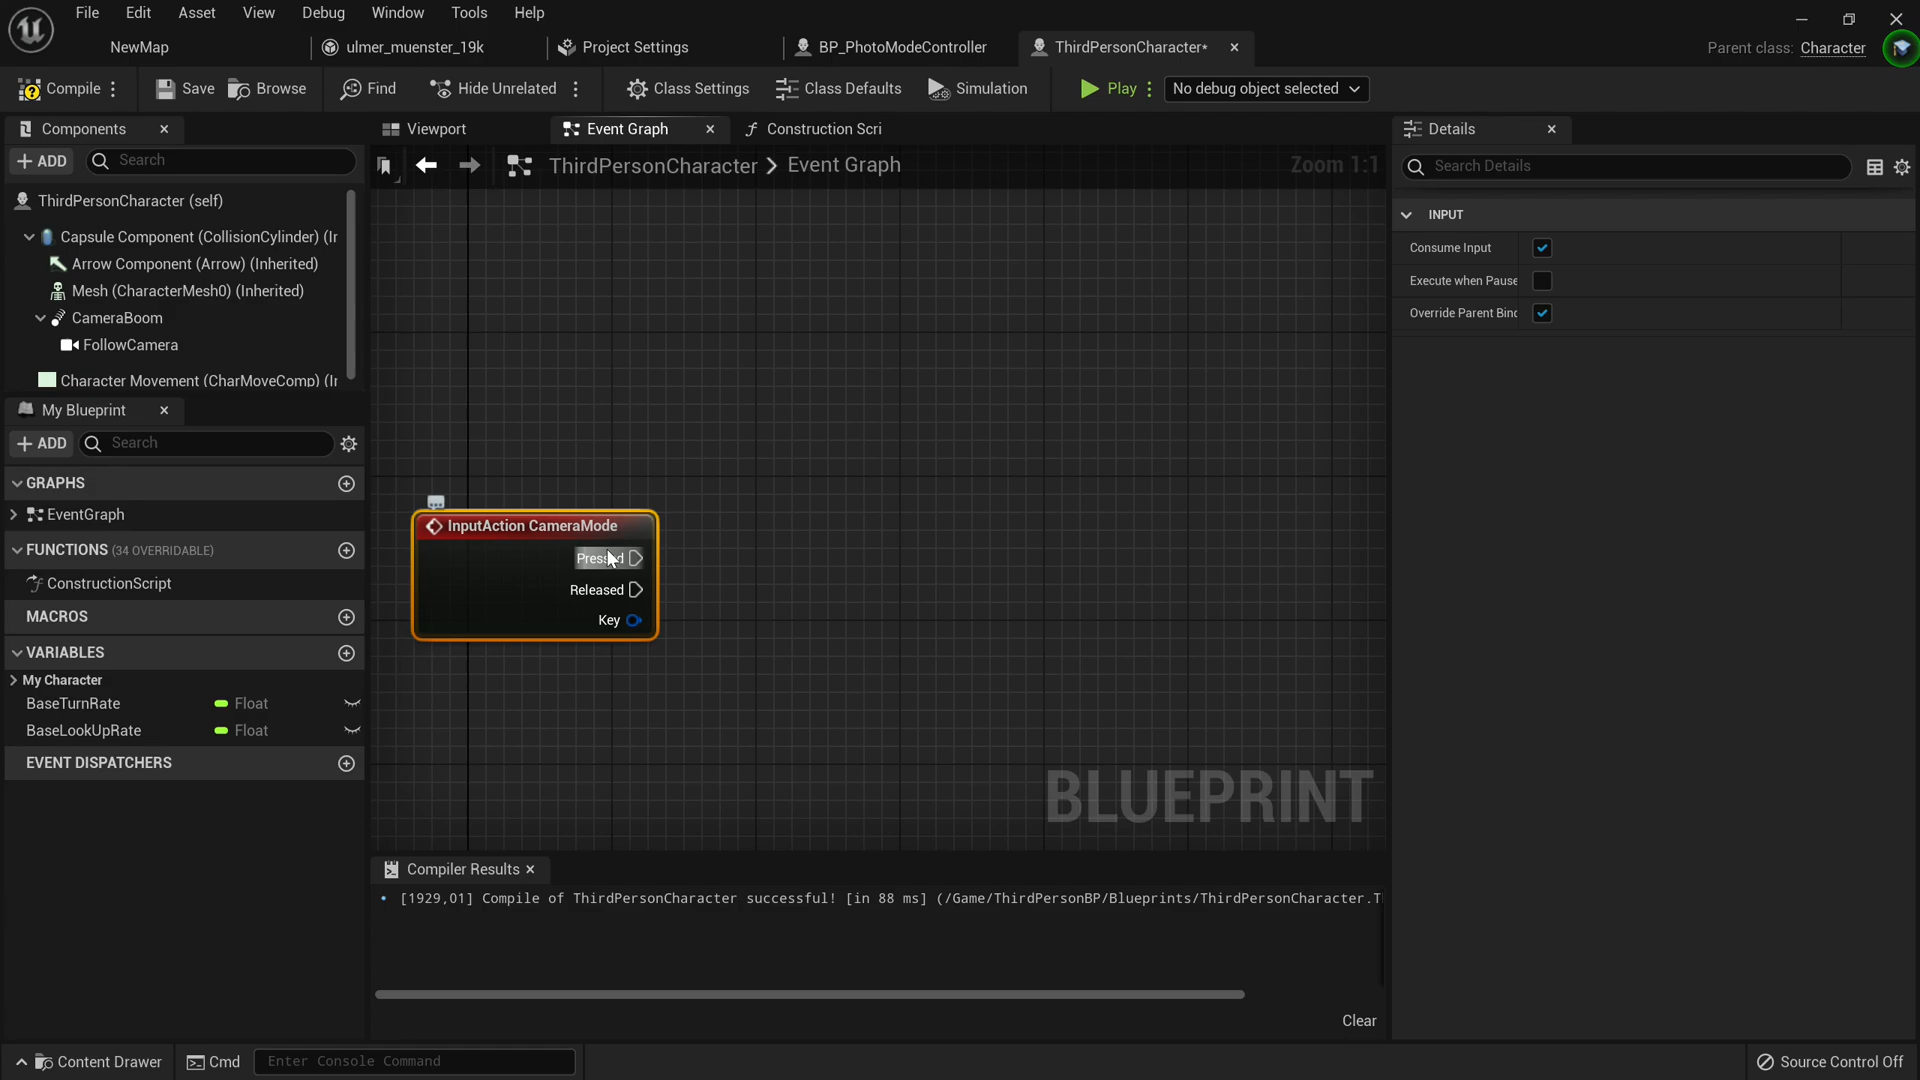 File Edit Asset View Debug Window Tools Help
NewMap ulmer_muenster_19k Project Settings BP_PhotoModeController ThirdPersonCharacter*
Parent class: Character
Compile Save Browse Find Hide Unrelated Class Settings Class Defaults Simulation Play No debug object selected
Components
ADD Search
ThirdPersonCharacter (self)
Capsule Component (CollisionCylinder) (Ir
Arrow Component (Arrow) (Inherited)
Mesh (CharacterMesh0) (Inherited)
CameraBoom
FollowCamera
Character Movement (CharMoveComp) (Ir
My Blueprint
ADD Search
GRAPHS
EventGraph
FUNCTIONS (34 OVERRIDABLE)
ConstructionScript
MACROS
VARIABLES
My Character
BaseTurnRate Float
BaseLookUpRate Float
EVENT DISPATCHERS
Viewport Event Graph Construction Scri
ThirdPersonCharacter > Event Graph
Zoom 1:1
InputAction CameraMode
Pressed
Released
Key
BLUEPRINT
Compiler Results
[1929,01] Compile of ThirdPersonCharacter successful! [in 88 ms] (/Game/ThirdPersonBP/Blueprints/ThirdPersonCharacter.T
Clear
Details
Search Details
INPUT
Consume Input
Execute when Pause
Override Parent Bind
Content Drawer Cmd Enter Console Command Source Control Off